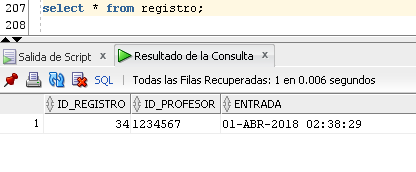 207 select * from registro;
208
Salida de Script x Resultado de la Consulta x
SQL | Todas las Filas Recuperadas: 1 en 0.006 segundos
ID_REGISTRO ID_PROFESOR ENTRADA
1 34 1234567 01-ABR-2018 02:38:29